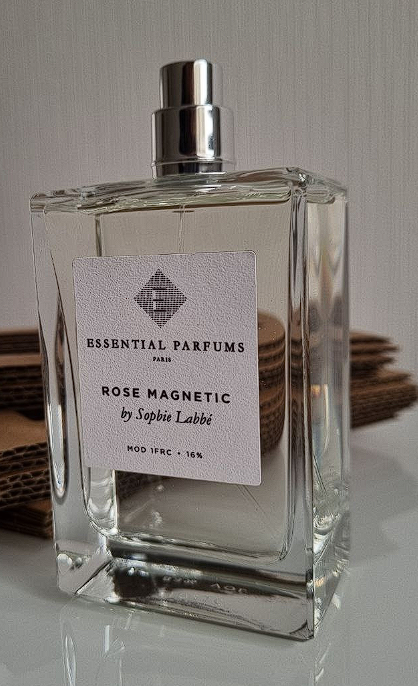 E
ESSENTIAL PARFUMS
PARIS
ROSE MAGNETIC
by Sophie Labbé
MOD 1FRC • 16%